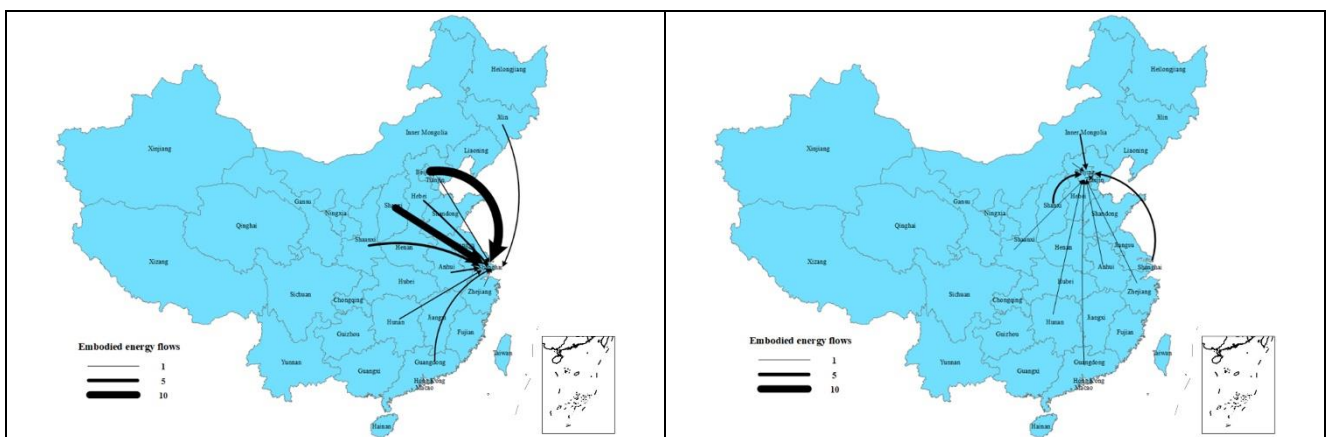 Heilongjiang
Xilin
Inner Mongolia
Liaoning
Xinjiang
Tianjin
Gansu
Hebei
Ningxia
Shandong
Qinghai
Shaanxi
Henan
Xizang
Anhui
Sichuan
Hubei
Chongqing
Zhejiang
Hunan
Jiangxi
Guizhou
Fujian
Embodied energy flows
Yunnan
Guangxi
Guangdong
Taiwan
1
5
10
Hong Kong
Macao
Hainan
Heilongjiang
Jilin
Inner Mongolia
Liaoning
Xinjiang
Gansu
Hebei
Ningxia
Shanxi
Shandong
Qinghai
Shaanxi
Henan
Jiangsu
Xizang
Anhui
Shanghai
Sichuan
Hubei
Chongqing
Zhejiang
Hunan
Jiangxi
Guizhou
Fujian
Embodied energy flows
Yunnan
Guangxi
Guangdong
Taiwan
1
5
10
Hong Kong
Macao
Hainan